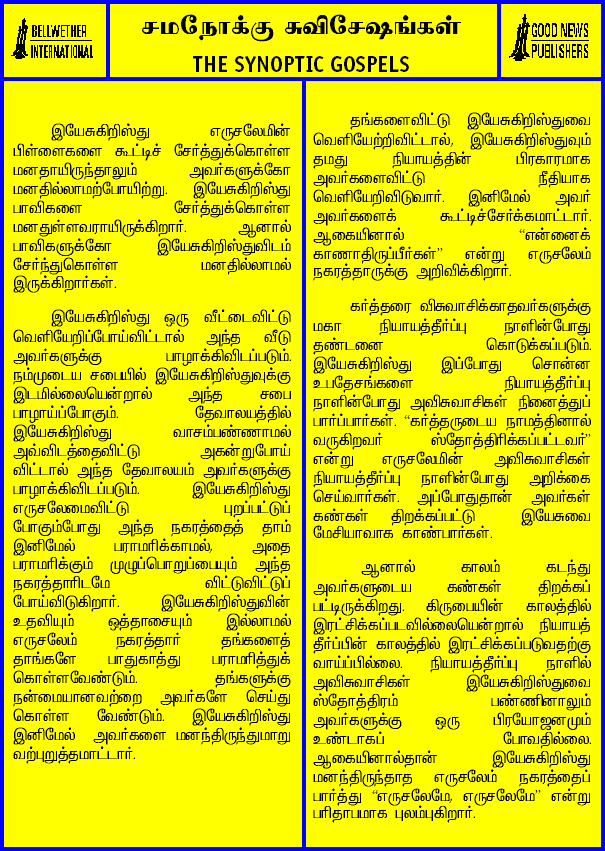 BELLWETHER
INTERNATIONAL
சமநோக்கு சுவிசேஷங்கள்
THE SYNOPTIC GOSPELS
GOOD NEWS
PUBLISHERS
இயேசுகிறிஸ்து எருசலேமின்
பிள்ளைகளை கூட்டிச் சேர்த்துக்கொள்ள
மனதாயிருந்தாலும் அவர்களுக்கோ
மனதில்லாமற்போயிற்று. இயேசுகிறிஸ்து
பாவிகளை சேர்த்துக்கொள்ள
மனதுள்ளவராயிருக்கிறார். ஆனால்
பாவிகளுக்கோ இயேசுகிறிஸ்துவிடம்
சேர்ந்துகொள்ள மனதில்லாமல்
இருக்கிறார்கள்.
இயேசுகிறிஸ்து ஒரு வீட்டைவிட்டு
வெளியேறிப்போய்விட்டால் அந்த வீடு
அவர்களுக்கு பாழாக்கிவிடப்படும்.
நம்முடைய சபையில் இயேசுகிறிஸ்துவுக்கு
இடமில்லையென்றால் அந்த சபை
பாழாய்ப்போகும். தேவாலயத்தில்
இயேசுகிறிஸ்து வாசம்பண்ணாமல்
அவ்விடத்தைவிட்டு அகன்றுபோய்
விட்டால் அந்த தேவாலயம் அவர்களுக்கு
பாழாக்கிவிடப்படும். இயேசுகிறிஸ்து
எருசலேமைவிட்டு புறப்பட்டுப்
போகும்போது அந்த நகரத்தைத் தாம்
இனிமேல் பராமரிக்காமல், அதை
பராமரிக்கும் முழுப்பொறுப்பையும் அந்த
நகரத்தாரிடமே விட்டுவிட்டுப்
போய்விடுகிறார். இயேசுகிறிஸ்துவின்
உதவியும் ஒத்தாசையும் இல்லாமல்
எருசலேம் நகரத்தார் தங்களைத்
தாங்களே பாதுகாத்து பராமரித்துக்
கொள்ளவேண்டும். தங்களுக்கு
நன்மையானவற்றை அவர்களே செய்து
கொள்ள வேண்டும். இயேசுகிறிஸ்து
இனிமேல் அவர்களை மனந்திருந்துமாறு
வற்புறுத்தமாட்டார்.
தங்களைவிட்டு இயேசுகிறிஸ்துவை
வெளியேற்றிவிட்டால், இயேசுகிறிஸ்துவும்
தமது நியாயத்தின் பிரகாரமாக
அவர்களைவிட்டு நீதியாக
வெளியேறிவிடுவார். இனிமேல் அவர்
அவர்களைக் கூட்டிச்சேர்க்கமாட்டார்.
ஆகையினால் “என்னைக்
காணாதிருப்பீர்கள்” என்று எருசலேம்
நகரத்தாருக்கு அறிவிக்கிறார்.
கர்த்தரை விசுவாசிக்காதவர்களுக்கு
மகா நியாயத்தீர்ப்பு நாளின்போது
தண்டனை கொடுக்கப்படும்.
இயேசுகிறிஸ்து இப்போது சொன்ன
உபதேசங்களை நியாயத்தீர்ப்பு
நாளின்போது அவிசுவாசிகள் நினைத்துப்
பார்ப்பார்கள். “கர்த்தருடைய நாமத்தினால்
வருகிறவர் ஸ்தோத்திரிக்கப்பட்டவர்”
என்று எருசலேமின் அவிசுவாசிகள்
நியாயத்தீர்ப்பு நாளின்போது அறிக்கை
செய்வார்கள். அப்போதுதான் அவர்கள்
கண்கள் திறக்கப்பட்டு இயேசுவை
மேசியாவாக காண்பார்கள்.
ஆனால் காலம் கடந்து
அவர்களுடைய கண்கள் திறக்கப்
பட்டிருக்கிறது. கிருபையின் காலத்தில்
இரட்சிக்கப்படவில்லையென்றால் நியாயத்
தீர்ப்பின் காலத்தில் இரட்சிக்கப்படுவதற்கு
வாய்ப்பில்லை. நியாயத்தீர்ப்பு நாளில்
அவிசுவாசிகள் இயேசுகிறிஸ்துவை
ஸ்தோத்திரம் பண்ணினாலும்
அவர்களுக்கு ஒரு பிரயோஜனமும்
உண்டாகப் போவதில்லை.
ஆகையினால்தான் இயேசுகிறிஸ்து
மனந்திருந்தாத எருசலேம் நகரத்தைப்
பார்த்து “எருசலேமே, எருசலேமே” என்று
பரிதாபமாக புலம்புகிறார்.